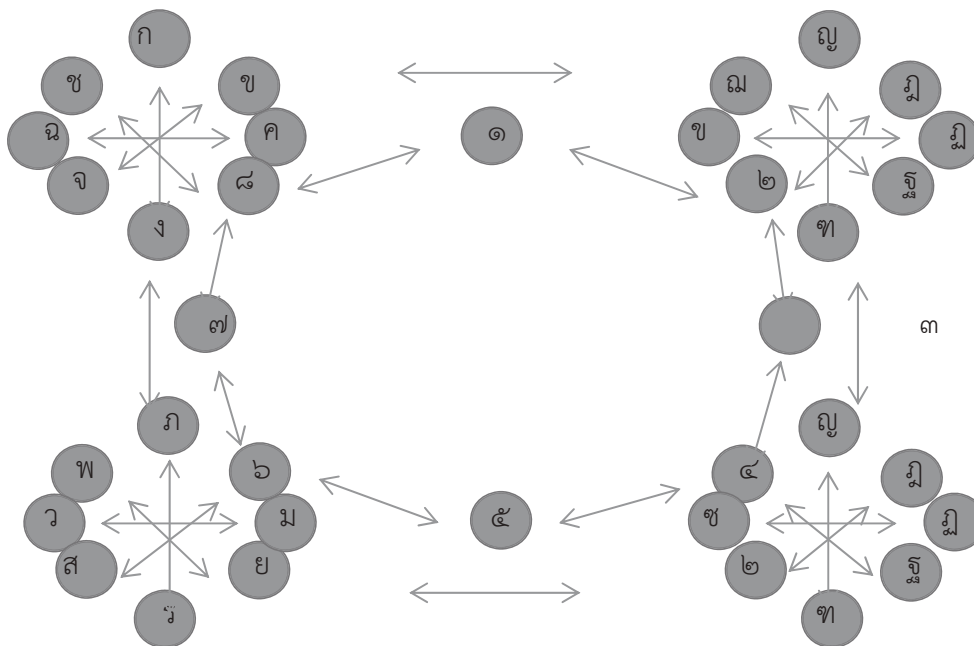 ก
ช
ข
ฉ
ค
จ
๘
ง
๑
ญ
ฌ
ฎ
ข
ฏ
๒
ฐ
ฑ
๗
๓
ภ
พ
๖
ว
ม
ส
ย
ว
๕
ญ
๔
ฎ
ซ
ฏ
๒
ฐ
ฑ